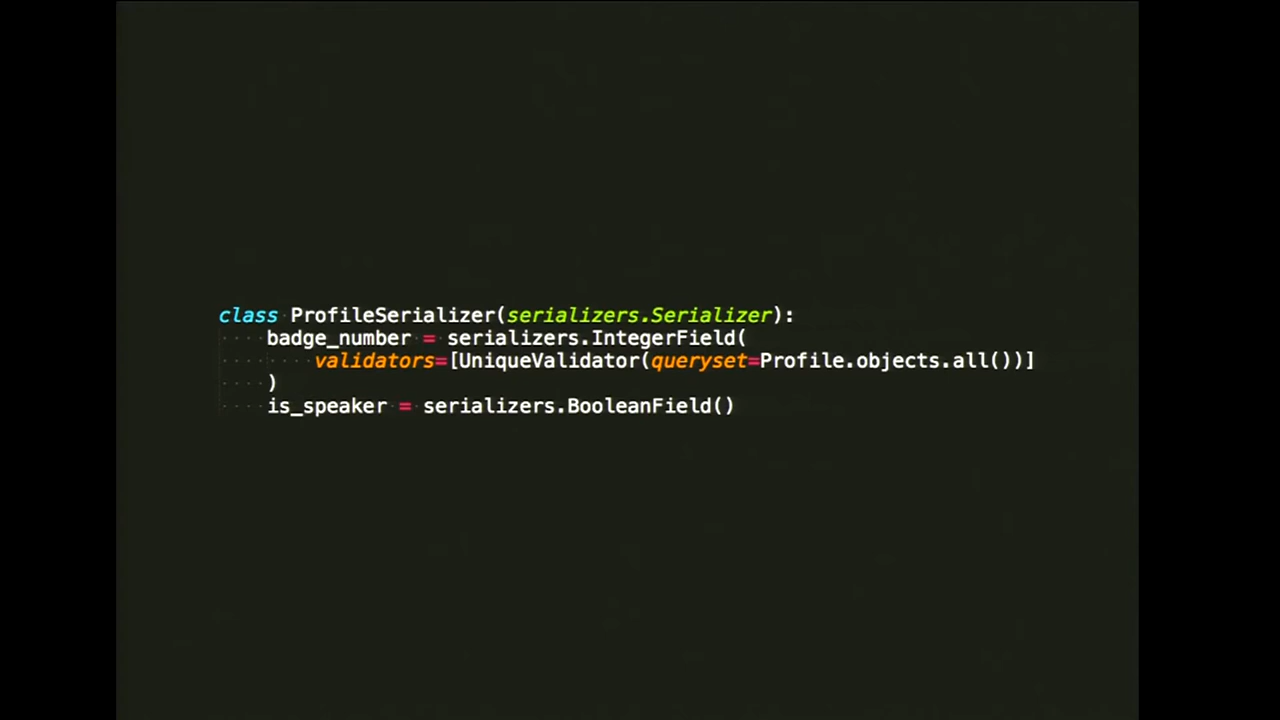 class ProfileSerializer(serializers.Serializer):
    badge_number = serializers.IntegerField(
        validators=[UniqueValidator(queryset=Profile.objects.all())]
    )
    is_speaker = serializers.BooleanField()